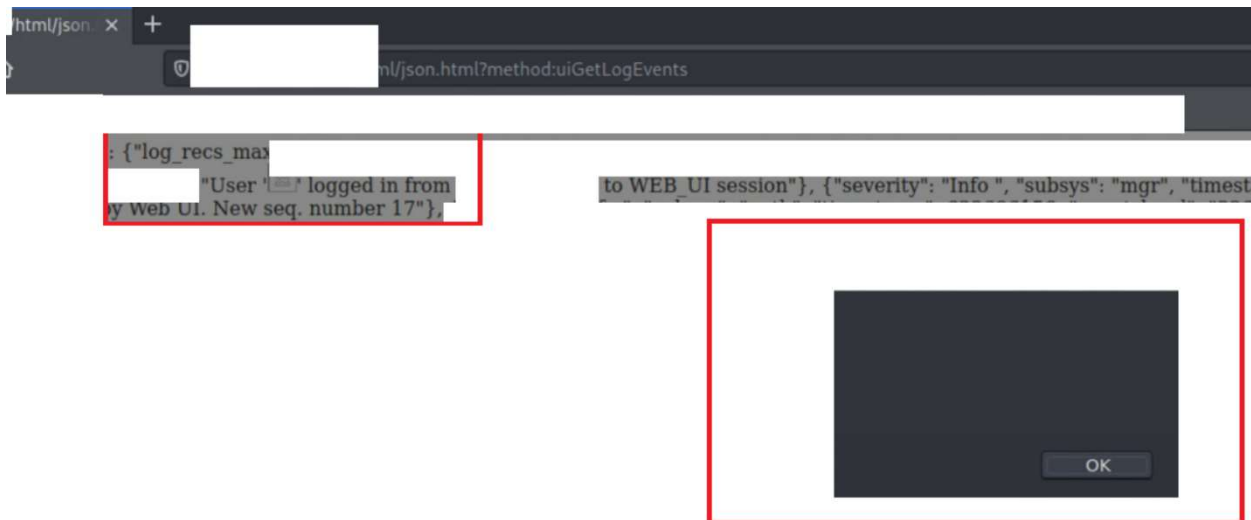 /html/json.
ml/json.html?method:uiGetLogEvents
: {"log_recs_max
"User ' ' logged in from to WEB_UI session"}, {"severity": "Info ", "subsys": "mgr", "timest
by Web UI. New seq. number 17"},
OK